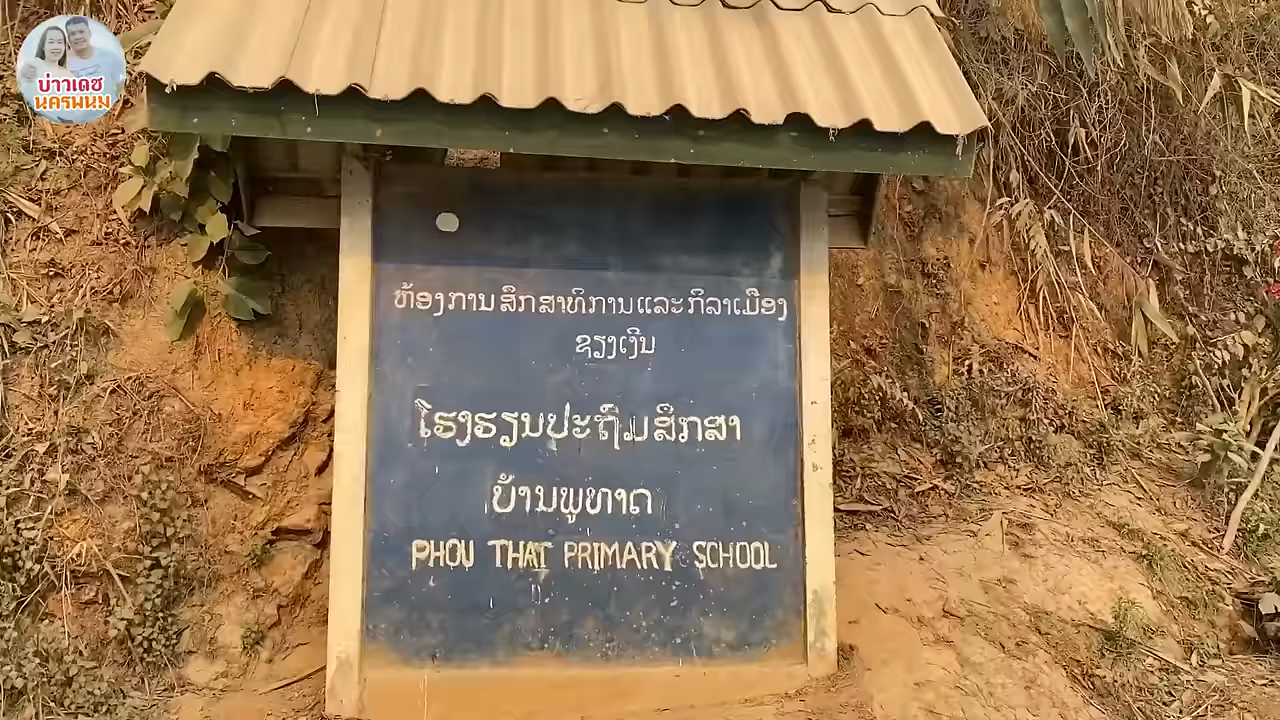 บ่าวเดช
นครพนม
ຫ້ອງການສຶກສາທິການແລະກິລາເມືອງ
ຊຽງເງິນ
ໂຮງຮຽນປະຖົມສຶກສາ
ບ້ານພູທາດ
PHOU THAT PRIMARY SCHOOL